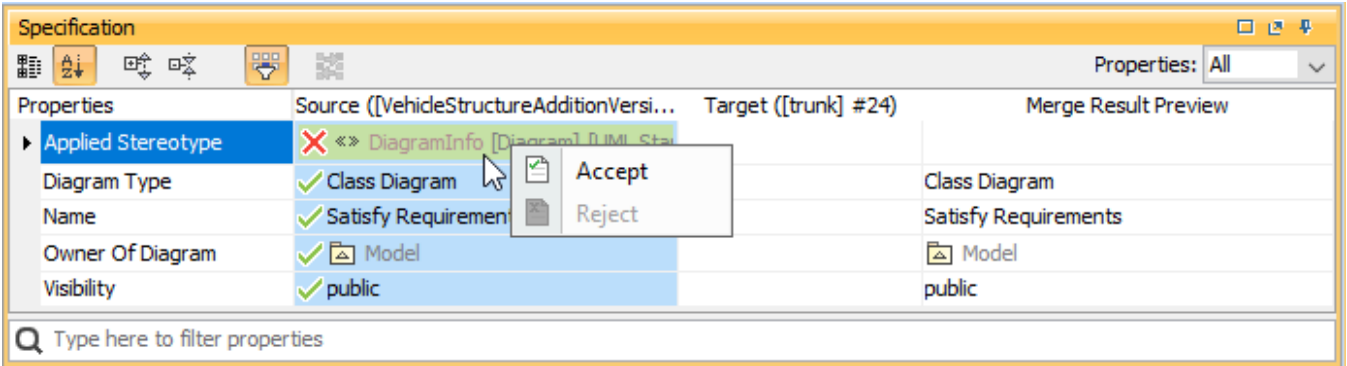 Specification
Properties: All
Properties Source ([VehicleStructureAdditionVersi... Target ([trunk] #24) Merge Result Preview
Applied Stereotype «» DiagramInfo [Diagram] [UML Accept
Diagram Type Class Diagram Class Diagram
Name Satisfy Requirement Reject Satisfy Requirements
Owner Of Diagram Model Model
Visibility public public
Type here to filter properties